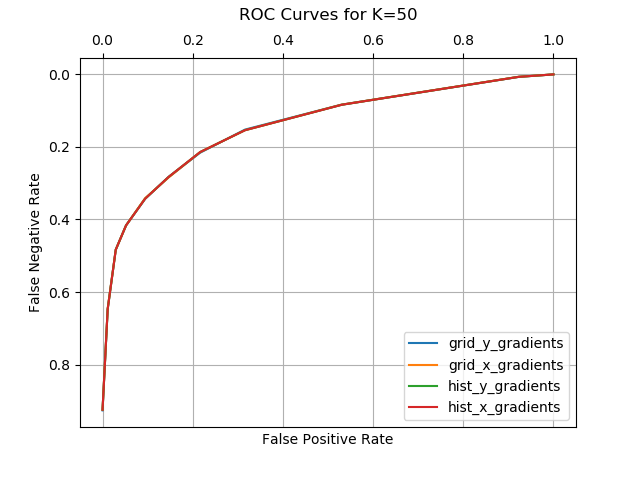 ROC Curves for K=50
0.0 0.2 0.4 0.6 0.8 1.0
0.0
0.2
0.4
0.6
0.8
False Negative Rate
grid_y_gradients
grid_x_gradients
hist_y_gradients
hist_x_gradients
False Positive Rate